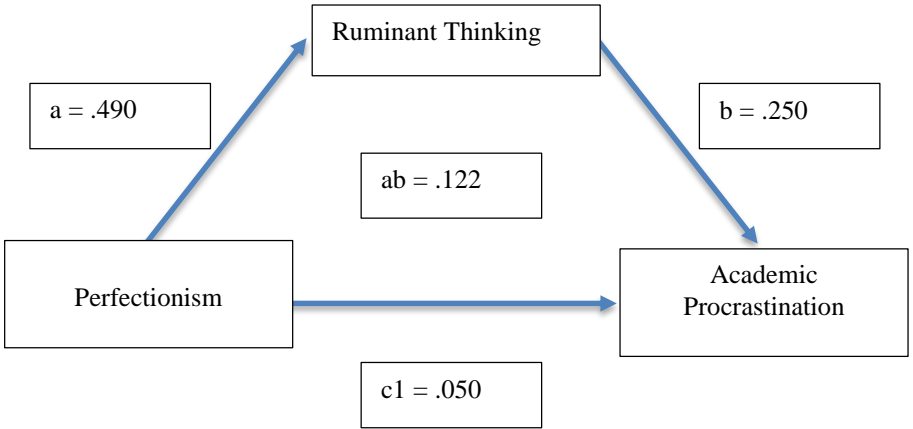 Ruminant Thinking
a = .490
b = .250
ab = .122
Perfectionism
Academic
Procrastination
c1 = .050